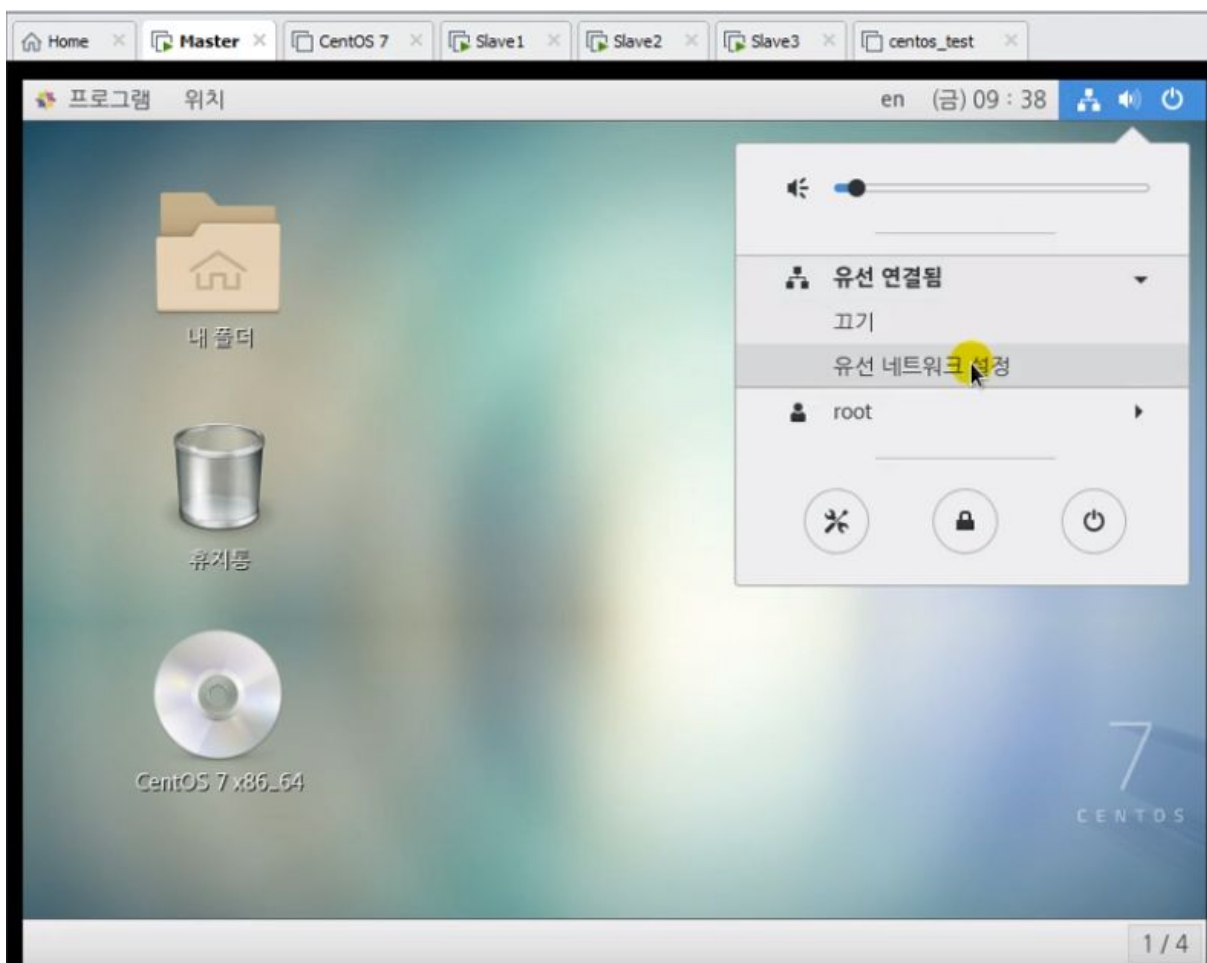 Home Master CentOS 7 Slave1 Slave2 Slave3 centos_test
프로그램 위치 en (금) 09 : 38
유선 연결됨
끄기
유선 네트워크 설정
root
내 폴더
휴지통
CentOS 7 x86_64
7
CENTOS
1 / 4